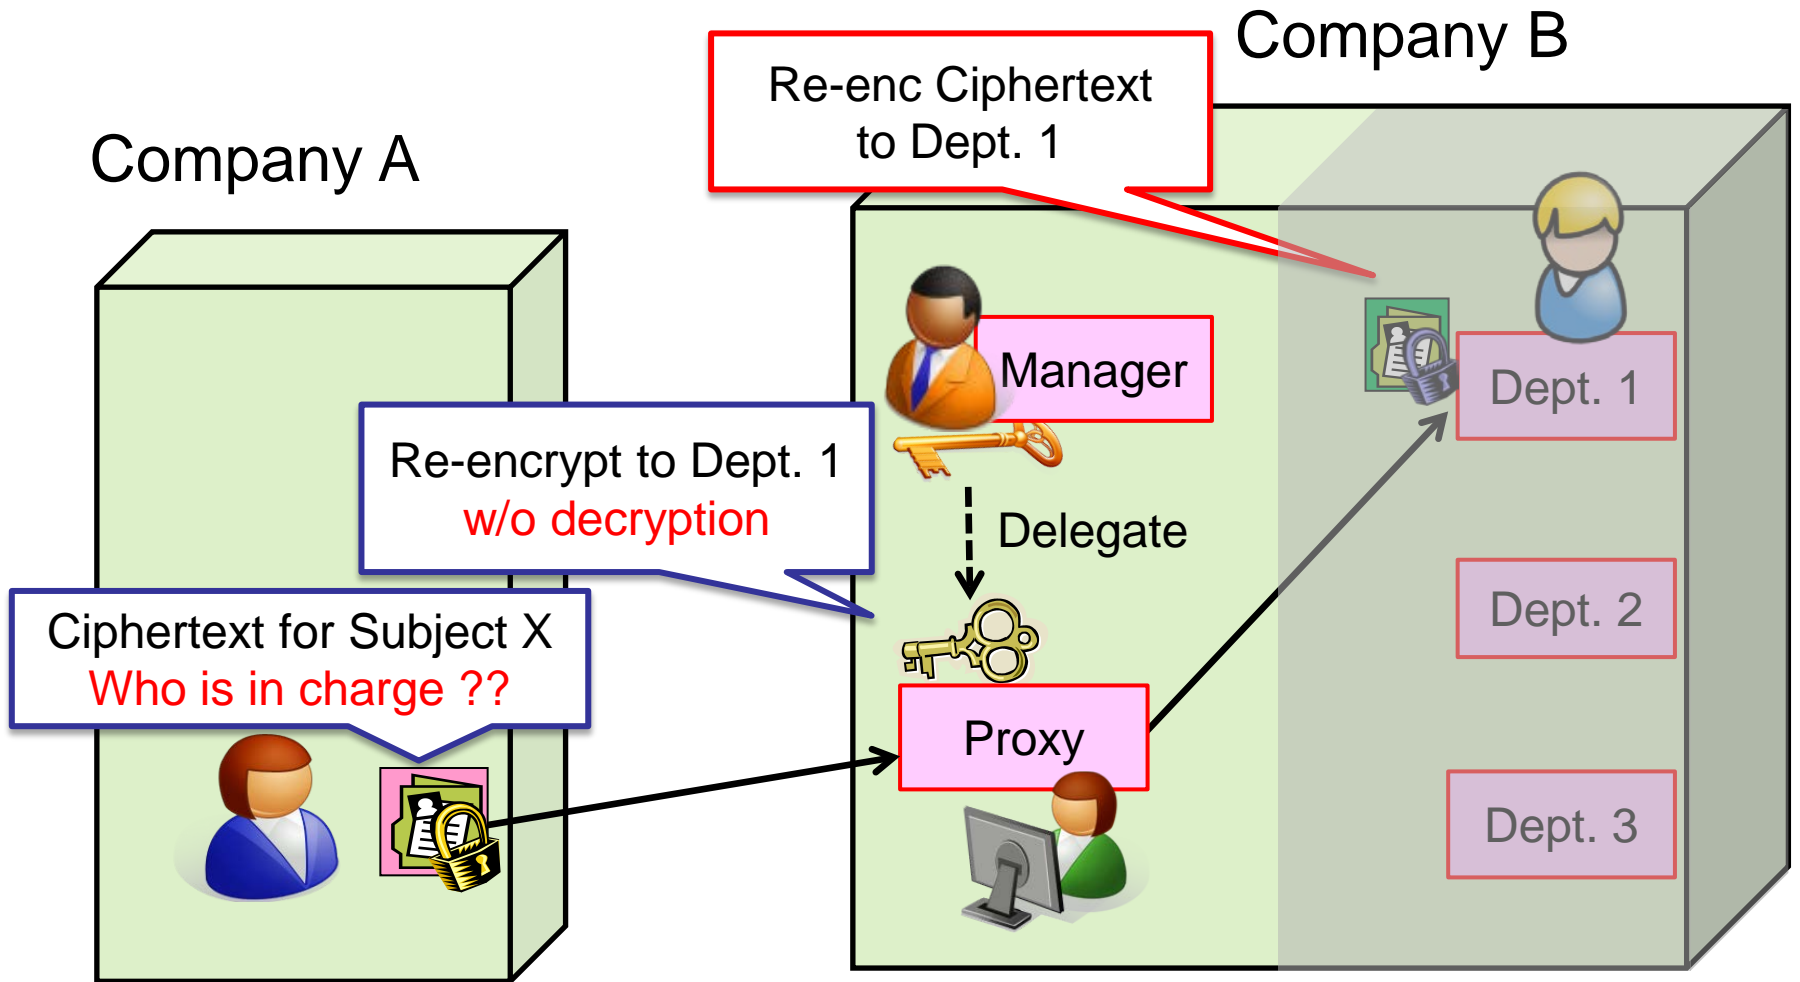 Company B
Re-enc Ciphertext
to Dept. 1
Company A
Manager
Dept. 1
Re-encrypt to Dept. 1
w/o decryption
Delegate
Ciphertext for Subject X
Who is in charge ??
Dept. 2
Proxy
Dept. 3